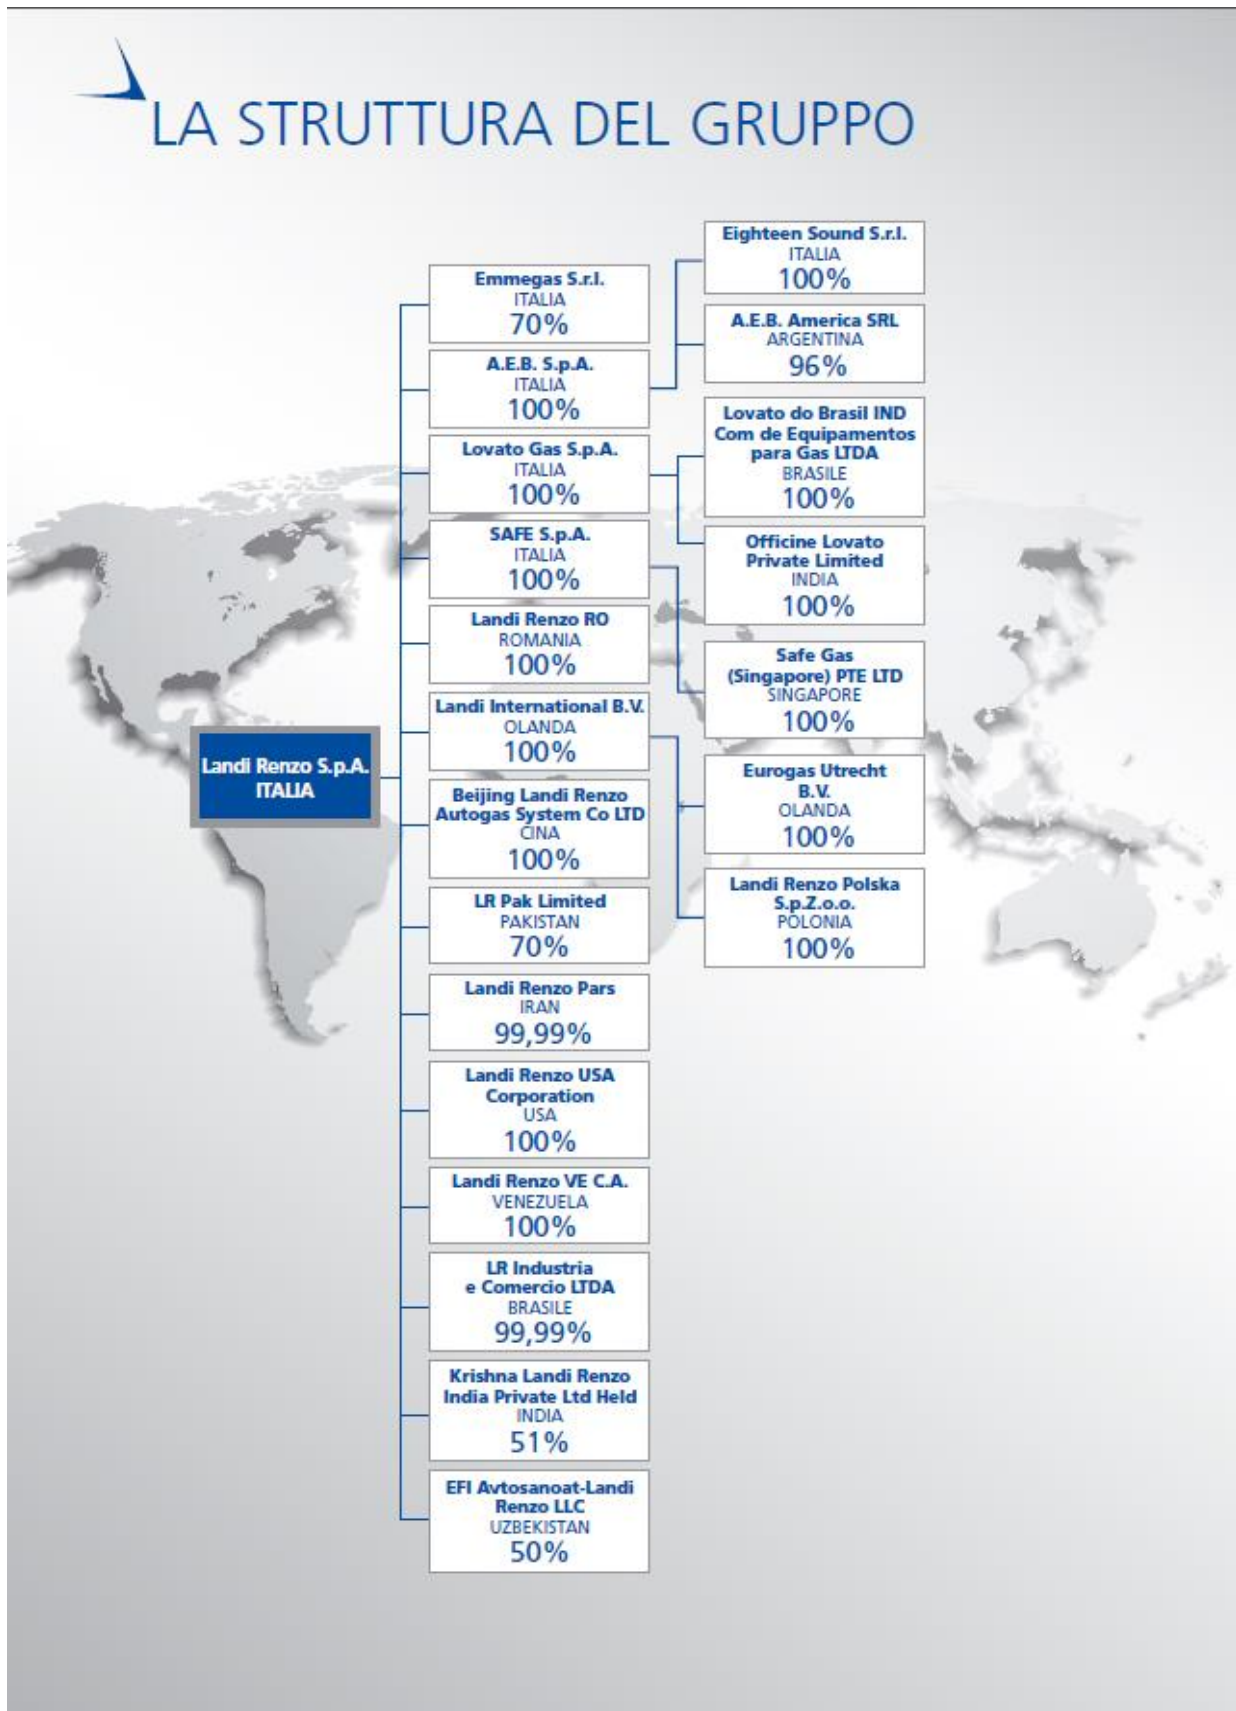 LA STRUTTURA DEL GRUPPO
Landi Renzo S.p.A.
ITALIA
Emmegas S.r.l.
ITALIA
70%
A.E.B. S.p.A.
ITALIA
100%
Lovato Gas S.p.A.
ITALIA
100%
SAFE S.p.A.
ITALIA
100%
Landi Renzo RO
ROMANIA
100%
Landi International B.V.
OLANDA
100%
Beijing Landi Renzo
Autogas System Co LTD
CINA
100%
LR Pak Limited
PAKISTAN
70%
Landi Renzo Pars
IRAN
99,99%
Landi Renzo USA
Corporation
USA
100%
Landi Renzo VE C.A.
VENEZUELA
100%
LR Industria
e Comercio LTDA
BRASILE
99,99%
Krishna Landi Renzo
India Private Ltd Held
INDIA
51%
EFI Avtosanoat-Landi
Renzo LLC
UZBEKISTAN
50%
Eighteen Sound S.r.l.
ITALIA
100%
A.E.B. America SRL
ARGENTINA
96%
Lovato do Brasil IND
Com de Equipamentos
para Gas LTDA
BRASILE
100%
Officine Lovato
Private Limited
INDIA
100%
Safe Gas
(Singapore) PTE LTD
SINGAPORE
100%
Eurogas Utrecht
B.V.
OLANDA
100%
Landi Renzo Polska
S.p.Z.o.o.
POLONIA
100%